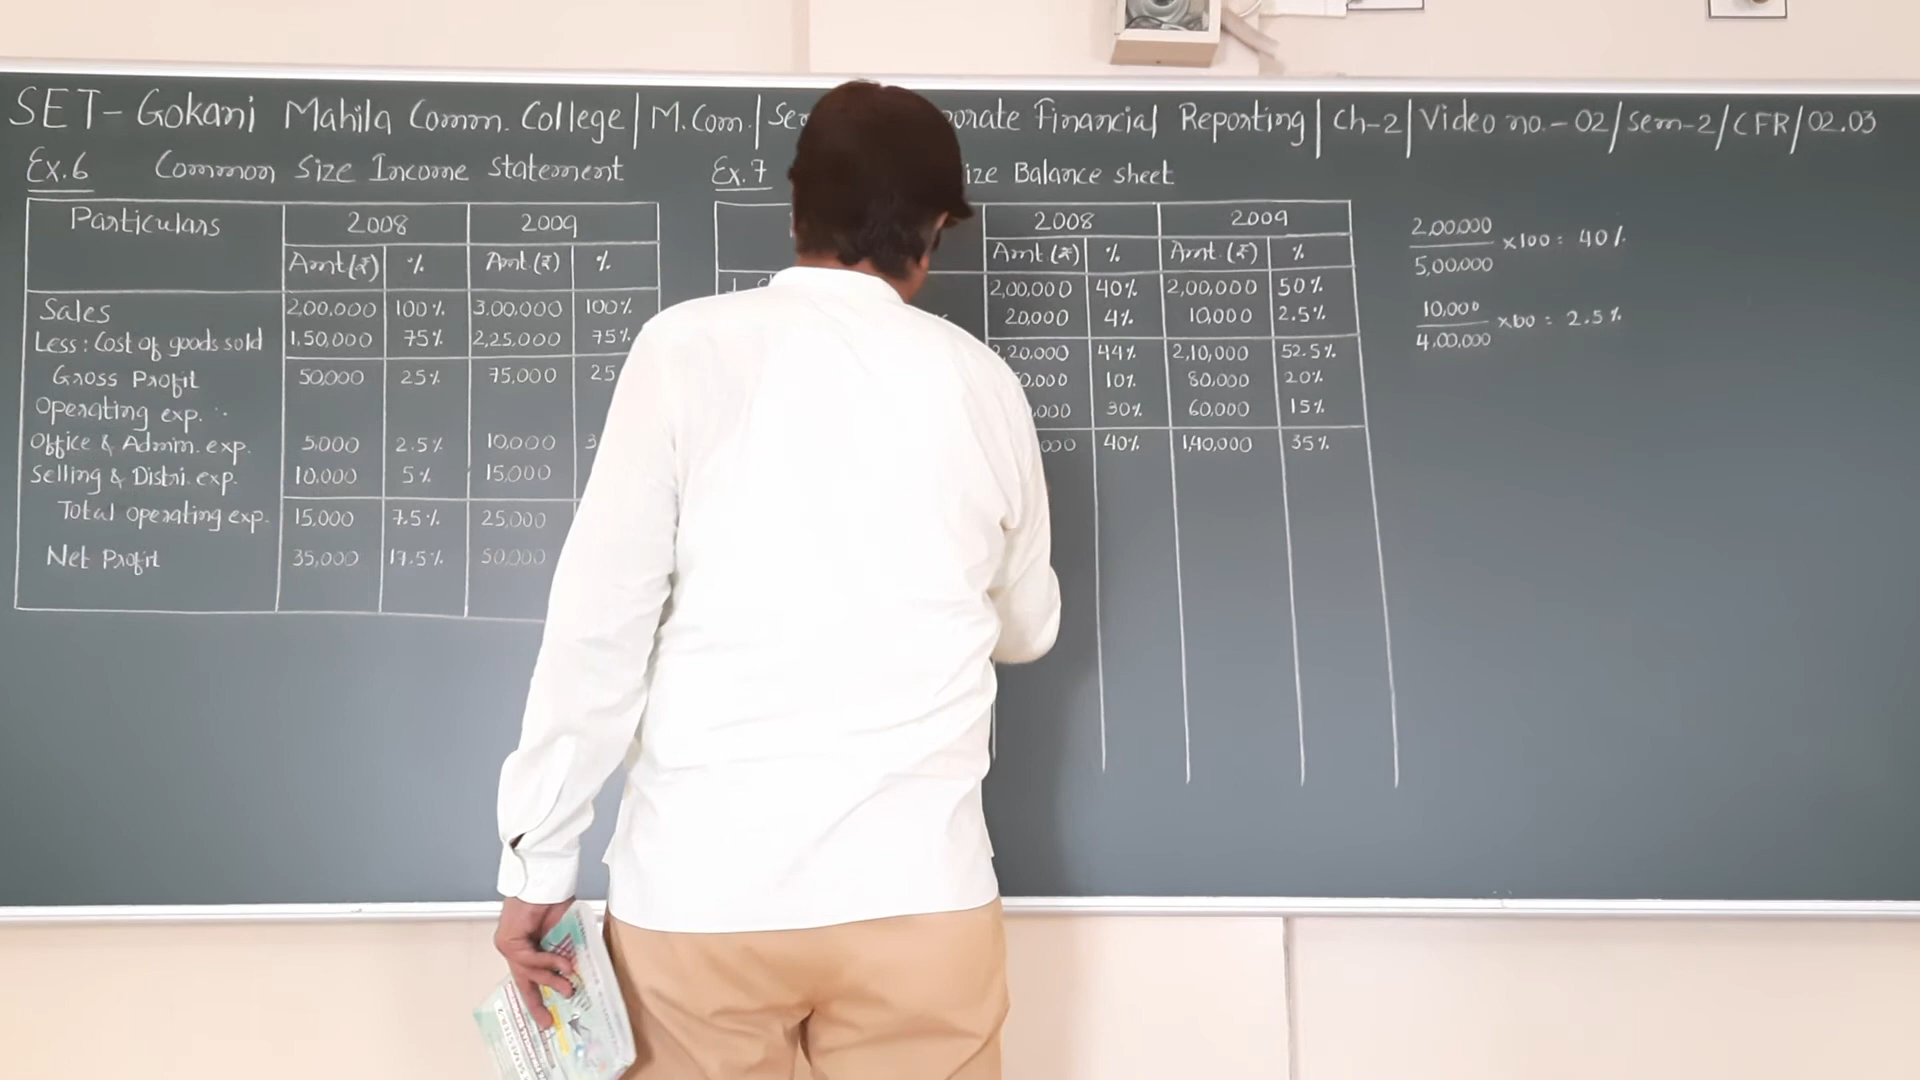 SET- Gokani Mahila Comm. College | M.Com. | Financial Reporting | Ch-2 | Video no.- 02 / Sem-2 / CFR / 02.03
Ex.6 Common Size Income Statement
Particulars 2008 2009
Amt (₹) % Amt. (₹) %
Sales 2,00,000 100% 3,00,000 100%
Less: Cost of goods sold 1,50,000 75% 2,25,000 75%
Gross Profit 50,000 25% 75,000 25
Operating exp. :-
Office & Admin. exp. 5,000 2.5% 10,000 3
Selling & Distri. exp. 10,000 5% 15,000
Total operating exp. 15,000 7.5% 25,000
Net Profit 35,000 17.5% 50,000
Ex.7 Balance sheet
2008 2009
Amt (₹) % Amt. (₹) %
2,00,000 40% 2,00,000 50%
20,000 4% 10,000 2.5%
2,20,000 44% 2,10,000 52.5%
10% 80,000 20%
30% 60,000 15%
40% 1,40,000 35%
2,00,000
5,00,000
×100 = 40%
10,000
4,00,000
×100 = 2.5%